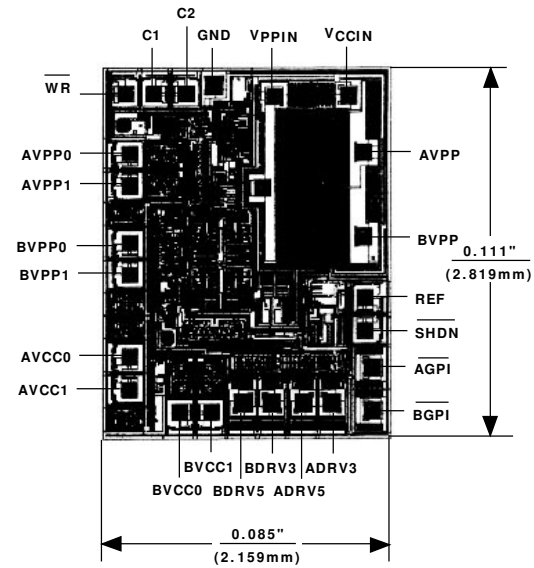 C2
C1
GND
VPPIN
VCCIN
WR
AVPP0
AVPP
AVPP1
BVPP0
BVPP
BVPP1
0.111"
(2.819mm)
REF
SHDN
AVCC0
AGPI
AVCC1
BGPI
BVCC1 BDRV3 ADRV3
BVCC0 BDRV5 ADRV5
0.085"
(2.159mm)